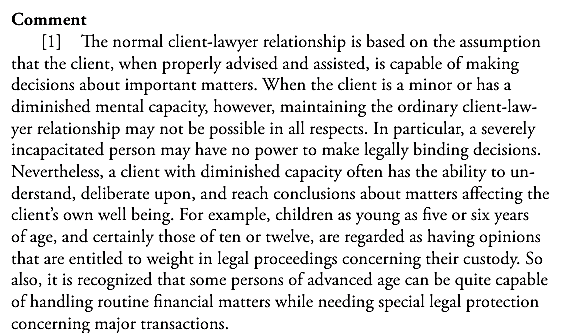 Comment
[1] The normal client-lawyer relationship is based on the assumption
that the client, when properly advised and assisted, is capable of making
decisions about important matters. When the client is a minor or has a
diminished mental capacity, however, maintaining the ordinary client-law-
yer relationship may not be possible in all respects. In particular, a severely
incapacitated person may have no power to make legally binding decisions.
Nevertheless, a client with diminished capacity often has the ability to un-
derstand, deliberate upon, and reach conclusions about matters affecting the
client's own well being. For example, children as young as five or six years
of age, and certainly those of ten or twelve, are regarded as having opinions
that are entitled to weight in legal proceedings concerning their custody. So
also, it is recognized that some persons of advanced age can be quite capable
of handling routine financial matters while needing special legal protection
concerning major transactions.